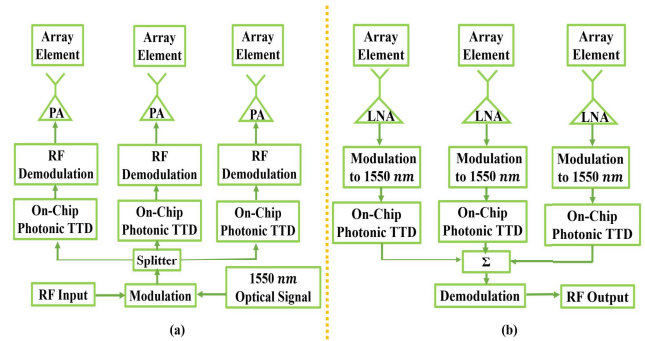 Array
Element
Array
Element
Array
Element
PA
PA
PA
RF
Demodulation
RF
Demodulation
RF
Demodulation
On-Chip
Photonic TTD
On-Chip
Photonic TTD
On-Chip
Photonic TTD
Splitter
RF Input
Modulation
1550 nm
Optical Signal
(a)
Array
Element
Array
Element
Array
Element
LNA
LNA
LNA
Modulation
to 1550 nm
Modulation
to 1550 nm
Modulation
to 1550 nm
On-Chip
Photonic TTD
On-Chip
Photonic TTD
On-Chip
Photonic TTD
Σ
Demodulation
RF Output
(b)